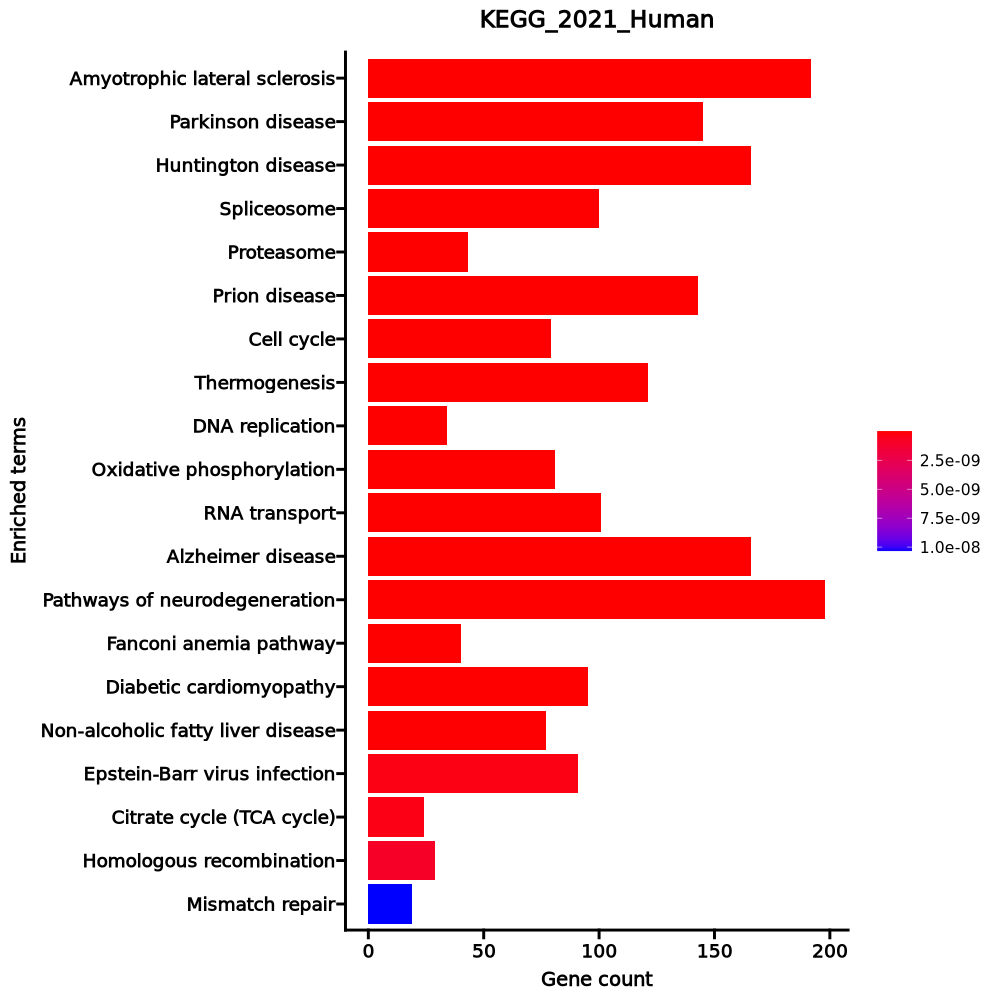 KEGG_2021_Human
Amyotrophic lateral sclerosis
Parkinson disease
Huntington disease
Spliceosome
Proteasome
Prion disease
Cell cycle
Thermogenesis
DNA replication
Oxidative phosphorylation
RNA transport
Alzheimer disease
Pathways of neurodegeneration
Fanconi anemia pathway
Diabetic cardiomyopathy
Non-alcoholic fatty liver disease
Epstein-Barr virus infection
Citrate cycle (TCA cycle)
Homologous recombination
Mismatch repair
Enriched terms
0 50 100 150 200
Gene count
2.5e-09
5.0e-09
7.5e-09
1.0e-08